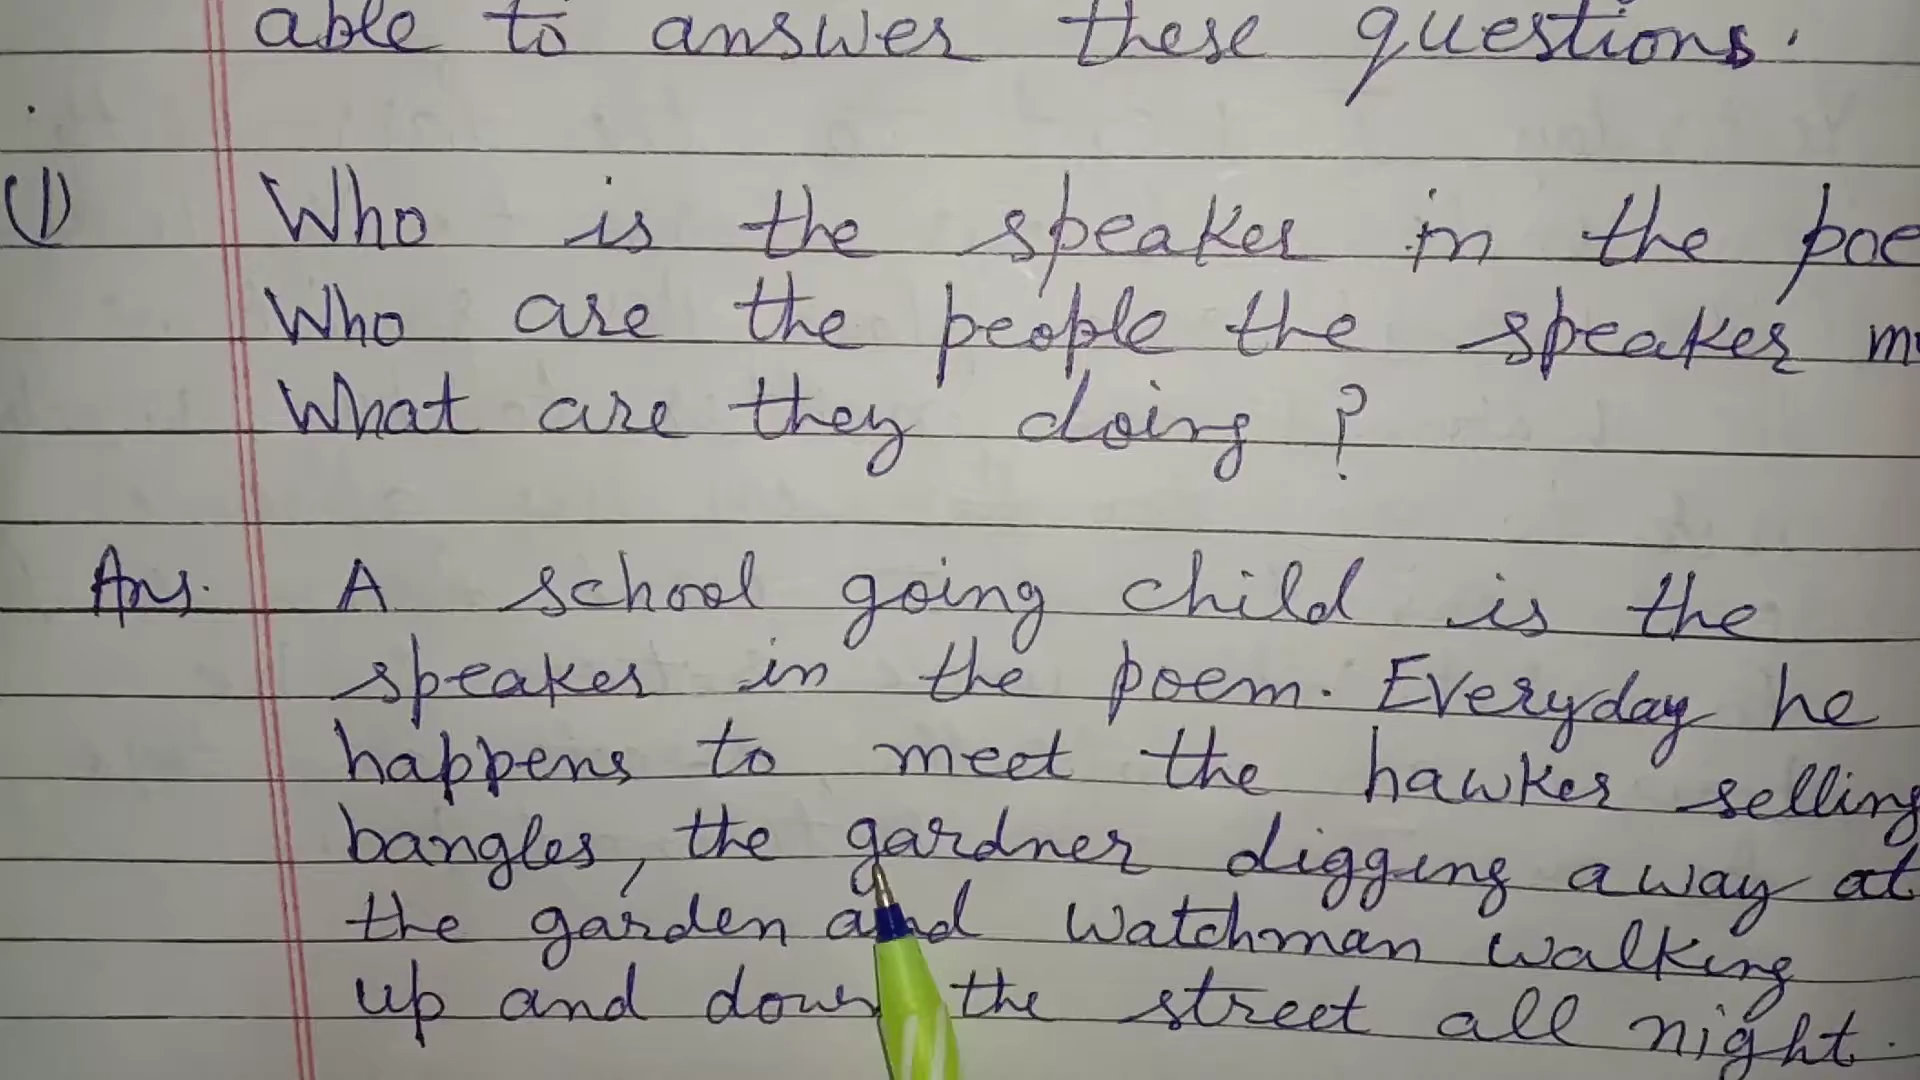 able to answer these questions.
(1) Who is the speaker in the poe
Who are the people the speaker m
What are they doing?
Ans. A school going child is the
speaker in the poem. Everyday he
happens to meet the hawker selling
bangles, the gardner digging away at
the garden and watchman walking
up and down the street all night.